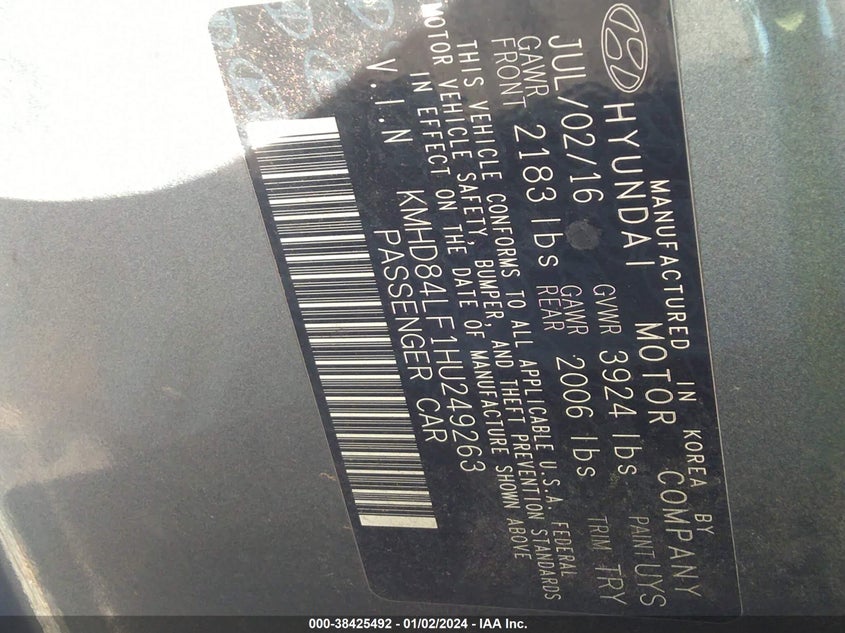 MANUFACTURED IN KOREA BY
HYUNDAI MOTOR COMPANY
JUL/02/16 GVWR 3924 lbs PAINT UYS
GAWR FRONT 2183 lbs GAWR REAR 2006 lbs TRIM TRY
THIS VEHICLE CONFORMS TO ALL APPLICABLE U.S.A. FEDERAL
MOTOR VEHICLE SAFETY, BUMPER, AND THEFT PREVENTION STANDARDS
IN EFFECT ON THE DATE OF MANUFACTURE SHOWN ABOVE
V.I.N KMHD84LF1HU249263
PASSENGER CAR
000-38425492 - 01/02/2024 - IAA Inc.